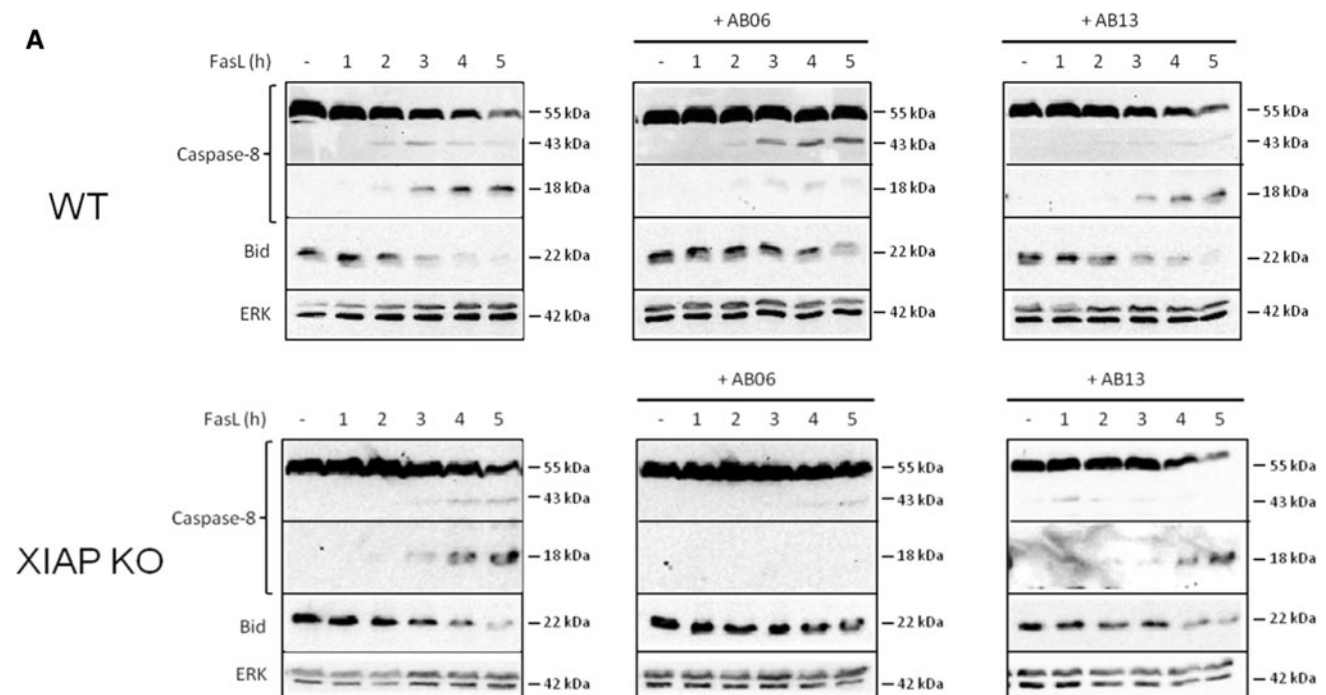 A
+ AB06
+ AB13
FasL (h) - 1 2 3 4 5
- 1 2 3 4 5
- 1 2 3 4 5
Caspase-8
55 kDa
43 kDa
18 kDa
55 kDa
43 kDa
18 kDa
55 kDa
43 kDa
18 kDa
WT
Bid
22 kDa
22 kDa
22 kDa
ERK
42 kDa
42 kDa
42 kDa
+ AB06
+ AB13
FasL (h) - 1 2 3 4 5
- 1 2 3 4 5
- 1 2 3 4 5
Caspase-8
55 kDa
43 kDa
18 kDa
55 kDa
43 kDa
18 kDa
55 kDa
43 kDa
18 kDa
XIAP KO
Bid
22 kDa
22 kDa
22 kDa
ERK
42 kDa
42 kDa
42 kDa